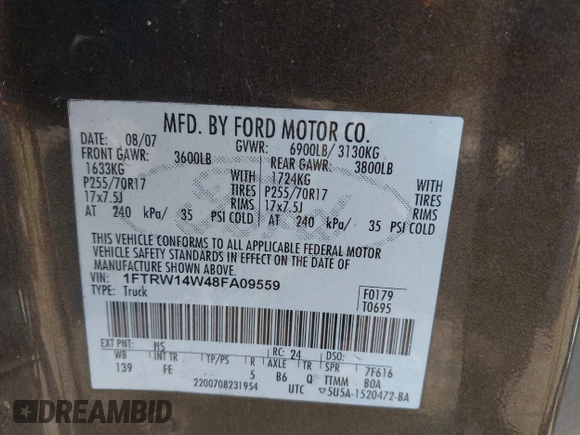 MFD. BY FORD MOTOR CO.
DATE: 08/07 GVWR: 6900LB/ 3130KG
FRONT GAWR: 3600LB REAR GAWR: 3800LB
1633KG WITH 1724KG WITH
P255/70R17 TIRES P255/70R17 TIRES
17x7.5J RIMS 17x7.5J RIMS
AT 240 kPa/ 35 PSI COLD AT 240 kPa/ 35 PSI COLD
THIS VEHICLE CONFORMS TO ALL APPLICABLE FEDERAL MOTOR
VEHICLE SAFETY STANDARDS IN EFFECT ON THE DATE OF
MANUFACTURE SHOWN ABOVE.
VIN: 1FTRW14W48FA09559
TYPE: Truck
F0179
T0695
EXT PNT: HS RC: 24 DSO:
WB INT TR TP/PS R AXLE TR SPR 7F616
139 FE 5 B6 Q TTMM BOA
2200708231954 UTC ▽5U5A-1520472-BA
Ford
DREAMBID